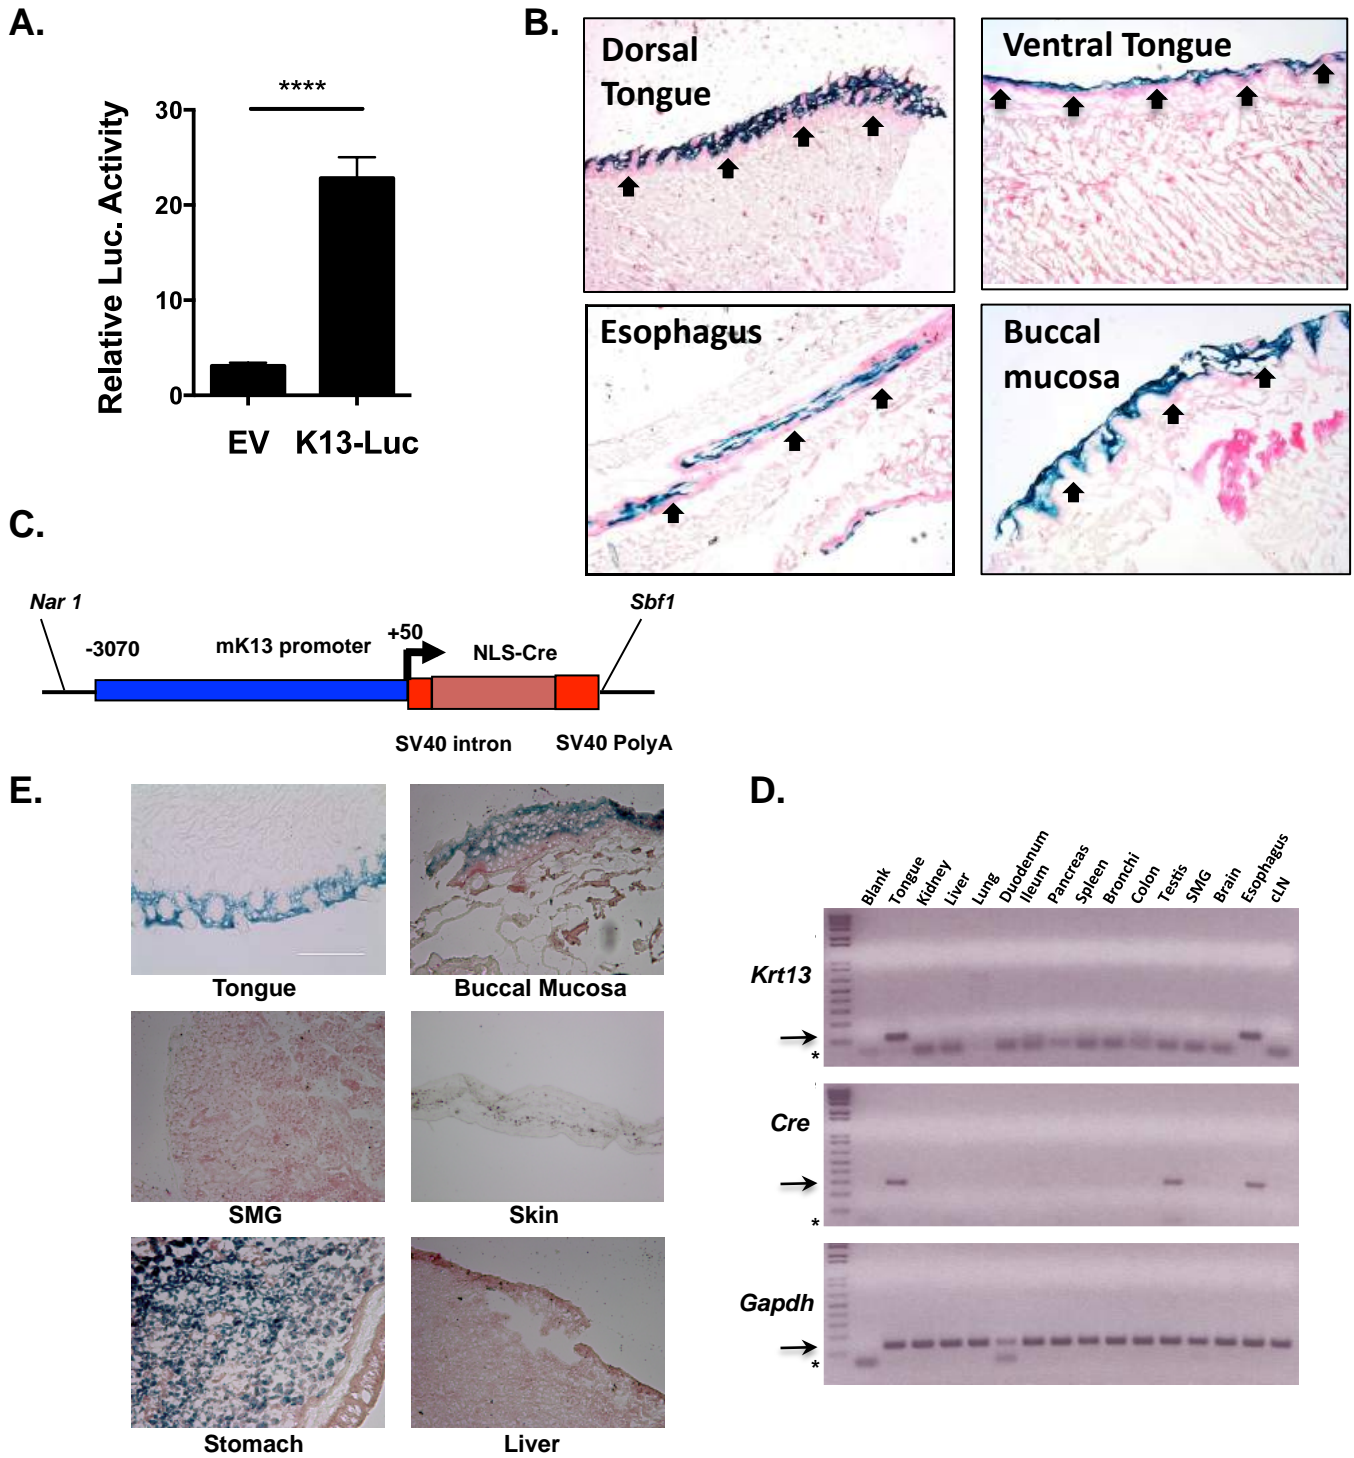 A.
****
Relative Luc. Activity
30
20
10
0
EV K13-Luc
B.
Dorsal
Tongue
Ventral Tongue
Esophagus
Buccal
mucosa
C.
Nar 1
-3070
mK13 promoter
+50
NLS-Cre
Sbf1
SV40 intron
SV40 PolyA
E.
Tongue
Buccal Mucosa
SMG
Skin
Stomach
Liver
D.
Blank
Tongue
Kidney
Liver
Lung
Duodenum
Ileum
Pancreas
Spleen
Bronchi
Colon
Testis
SMG
Brain
Esophagus
cLN
Krt13
*
Cre
*
Gapdh
*